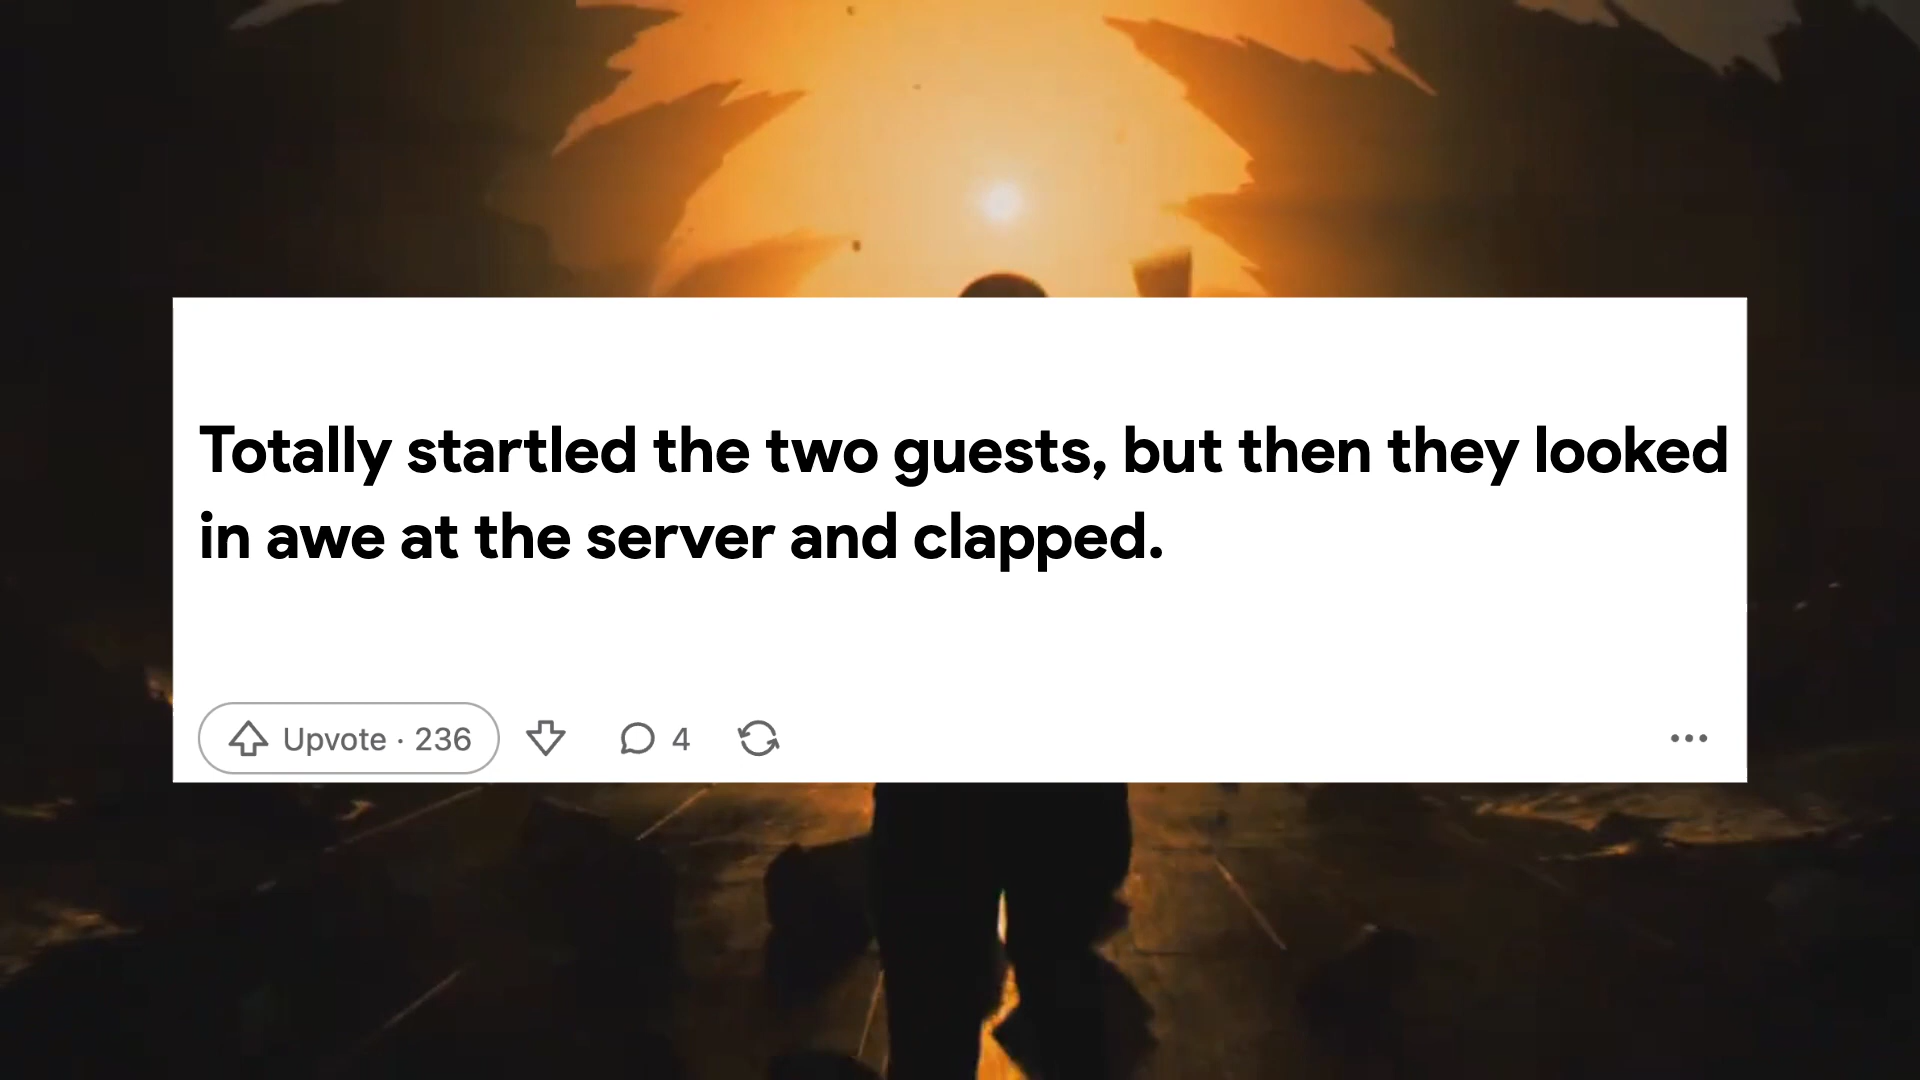 Totally startled the two guests, but then they looked
in awe at the server and clapped.
Upvote · 236 4